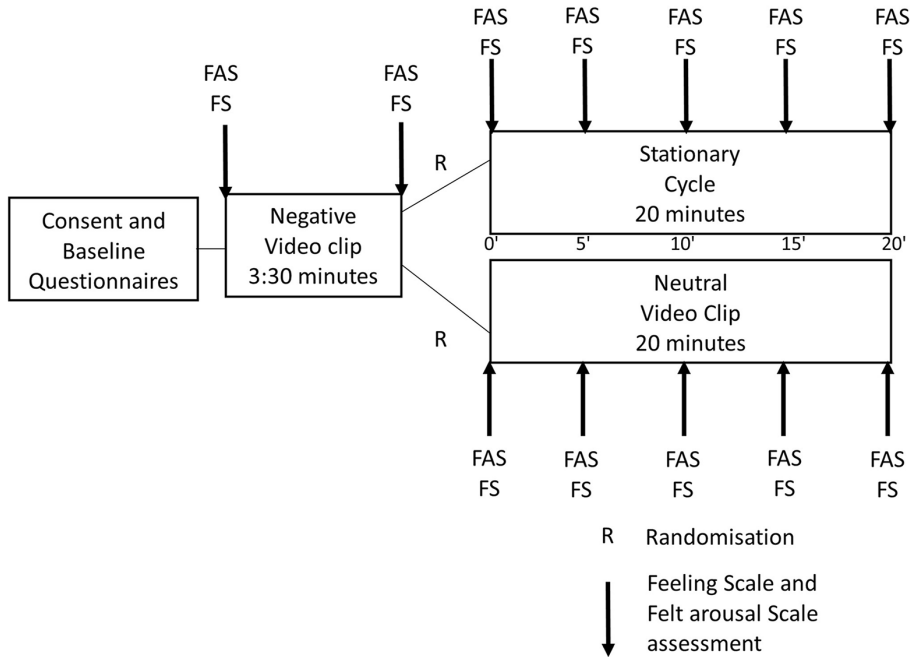 FAS FAS FAS FAS FAS
FS FS FS FS FS
FAS FAS
FS FS
R
Stationary
Cycle
20 minutes
Consent and
Baseline
Questionnaires
Negative
Video clip
3:30 minutes
0' 5' 10' 15' 20'
Neutral
Video Clip
20 minutes
R
FAS FAS FAS FAS FAS
FS FS FS FS FS
R Randomisation
Feeling Scale and
Felt arousal Scale
assessment